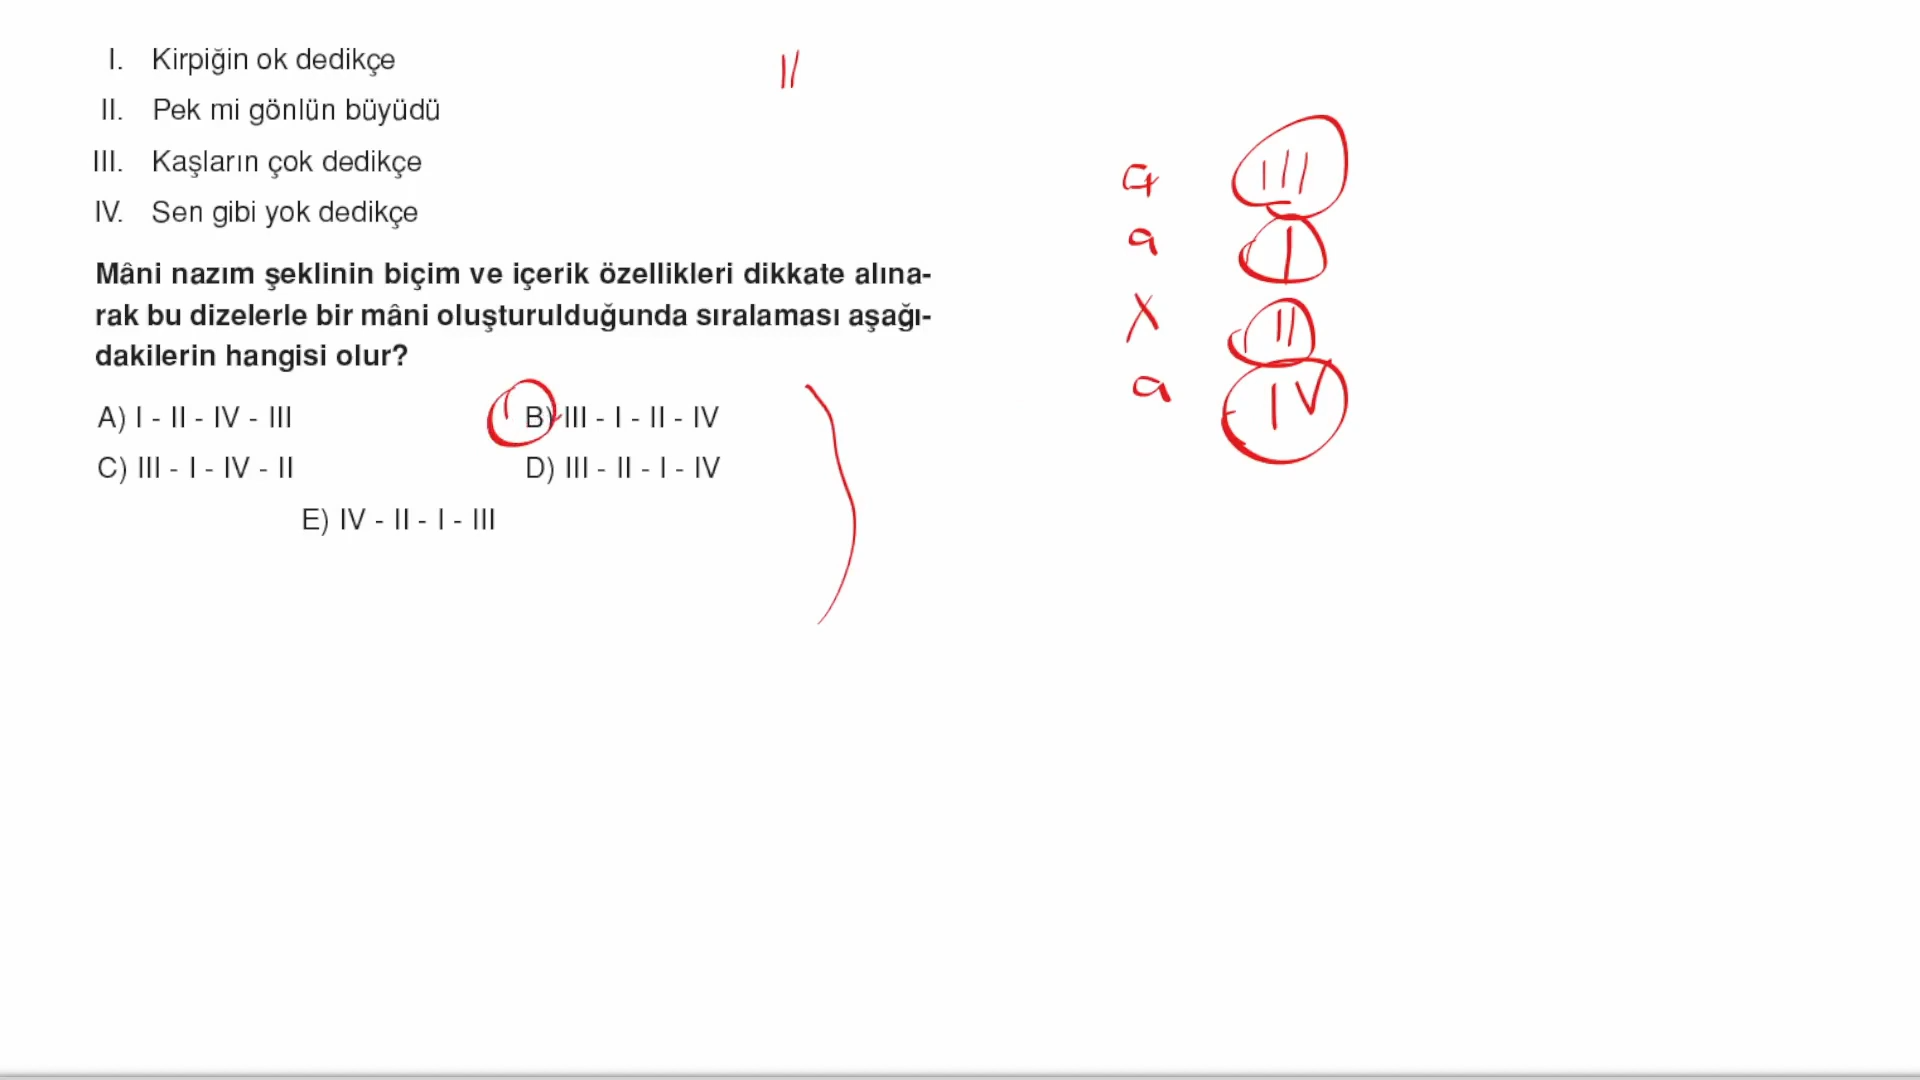 I. Kirpiğin ok dedikçe
II. Pek mi gönlün büyüdü
III. Kaşların çok dedikçe
IV. Sen gibi yok dedikçe
Mâni nazım şeklinin biçim ve içerik özellikleri dikkate alına-
rak bu dizelerle bir mâni oluşturulduğunda sıralaması aşağı-
dakilerin hangisi olur?
A) I - II - IV - III
B) III - I - II - IV
C) III - I - IV - II
D) III - II - I - IV
E) IV - II - I - III
II
a III
a I
x II
a IV